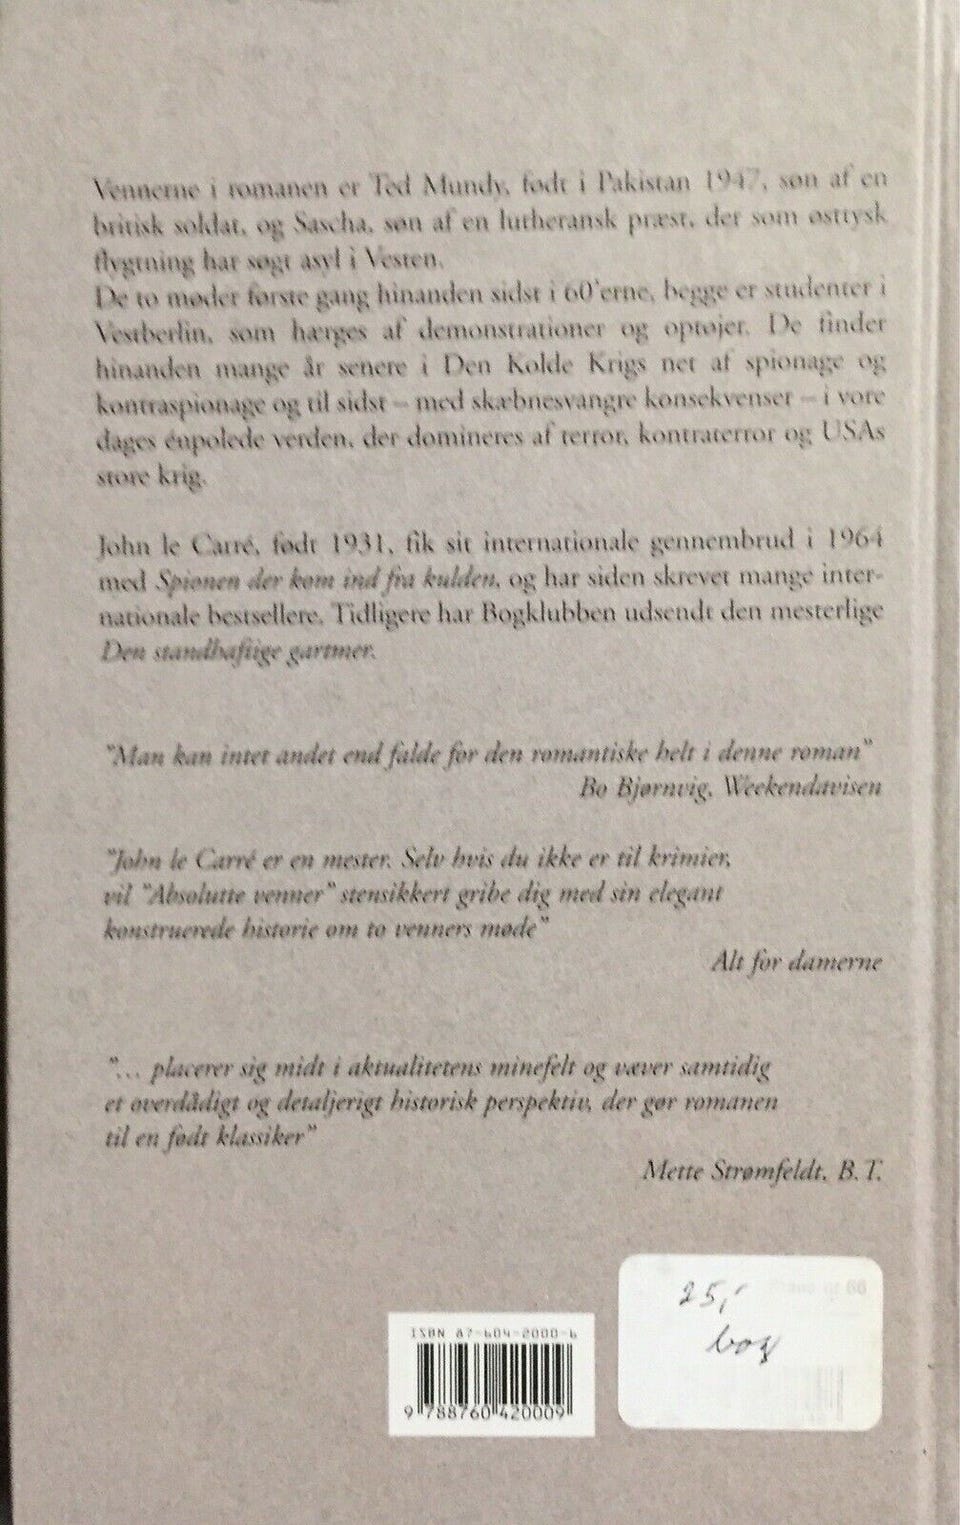 Vennerne i romanen er Ted Mundy, født i Pakistan 1947, søn af en
britisk soldat, og Sascha, søn af en lutheransk præst, der som østtysk
flygtning har søgt asyl i Vesten.
De to møder første gang hinanden sidst i 60'erne, begge er studenter i
Vestberlin, som hærges af demonstrationer og optøjer. De finder
hinanden mange år senere i Den Kolde Krigs net af spionage og
kontraspionage og til sidst – med skæbnesvangre konsekvenser – i vore
dages enpolede verden, der domineres af terror, kontraterror og USAs
store krig.
John le Carré, født 1931, fik sit internationale gennembrud i 1964
med Spionen der kom ind fra kulden, og har siden skrevet mange inter-
nationale bestsellere. Tidligere har Bogklubben udsendt den mesterlige
Den standhaftige gartner.
"Man kan intet andet end falde for den romantiske helt i denne roman"
Bo Bjørnvig, Weekendavisen
"John le Carré er en mester. Selv hvis du ikke er til krimier,
vil "Absolutte venner" stensikkert gribe dig med sin elegant
konstruerede historie om to venners møde"
Alt for damerne
"... placerer sig midt i aktualitetens minefelt og væver samtidig
et overdådigt og detaljerigt historisk perspektiv, der gør romanen
til en født klassiker"
Mette Strømfeldt, B.T.
25,-
bog
ISBN 87-604-2000-6
9 788760 420009